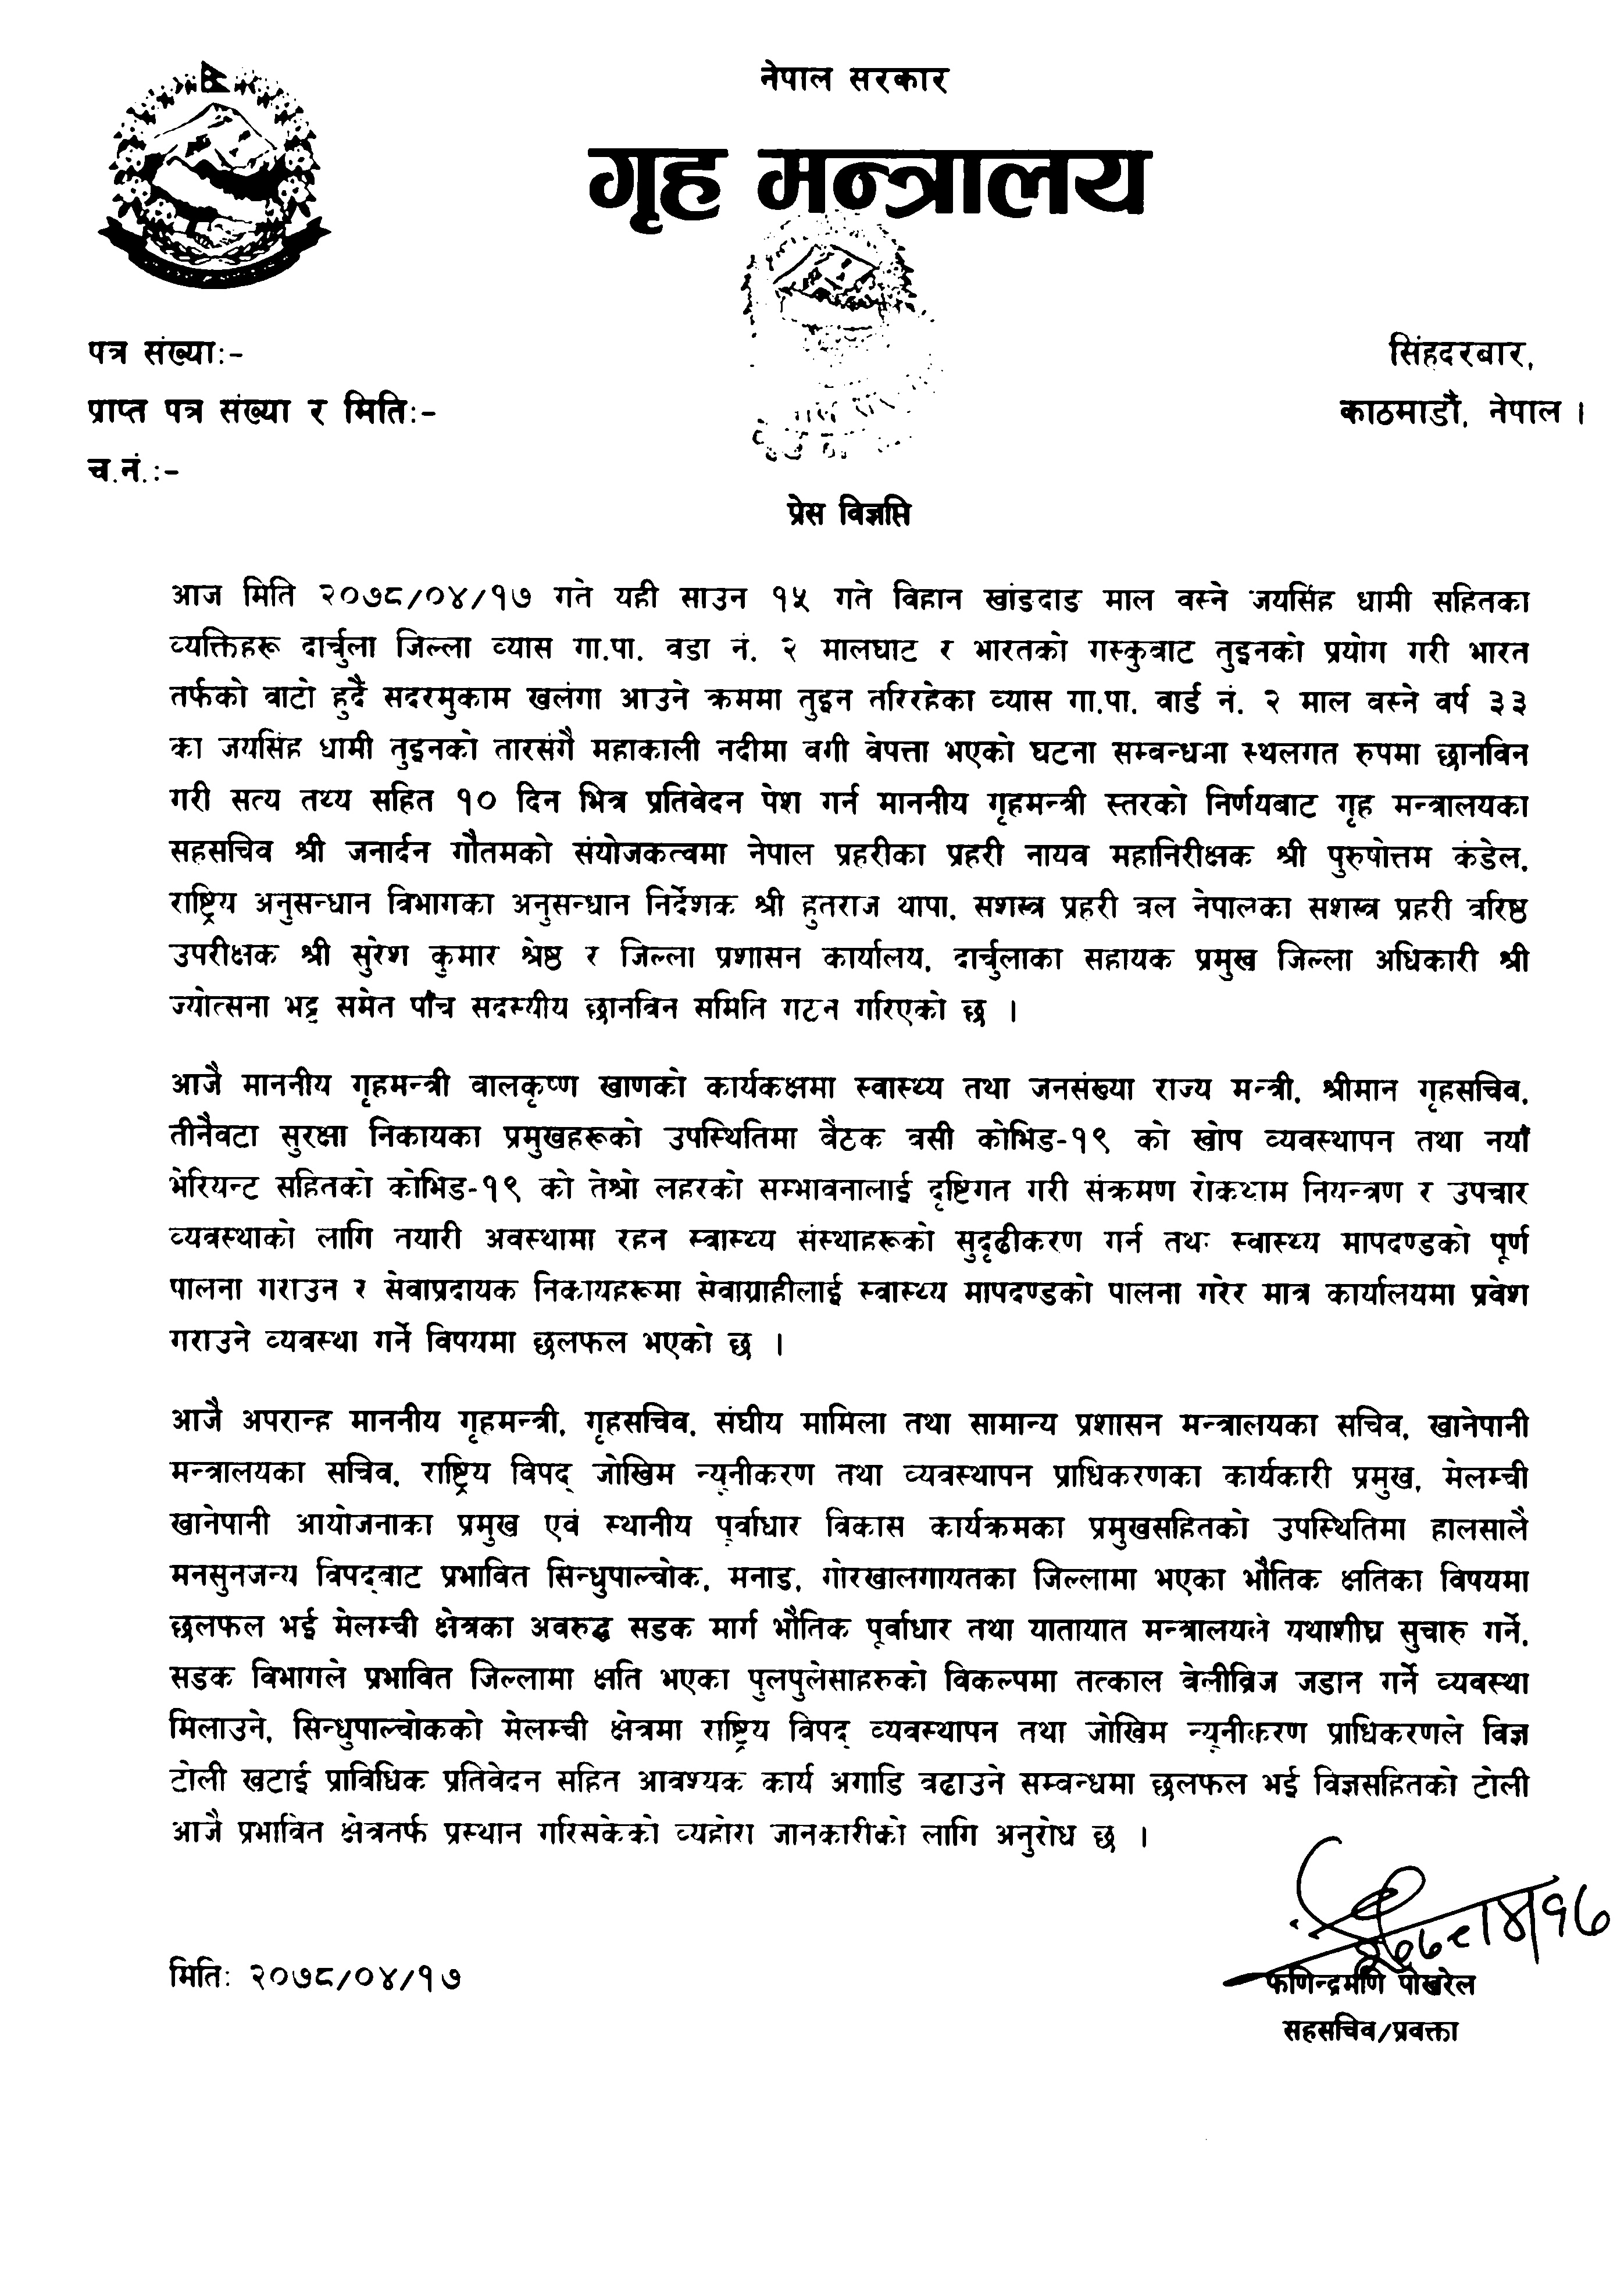 नेपाल सरकार
गृह मन्त्रालय
पत्र संख्या:-
सिंहदरबार,
प्राप्त पत्र संख्या र मिति:-
काठमाडौं, नेपाल ।
च.नं.:-
प्रेस विज्ञप्ति
आज मिति २०७८/०४/१७ गते यही साउन १५ गते विहान खांडदाङ माल वस्ने जयसिंह धामी सहितका
व्यक्तिहरू दार्चुला जिल्ला व्यास गा.पा. वडा नं. २ मालघाट र भारतको गस्कुवाट तुइनको प्रयोग गरी भारत
तर्फको वाटो हुदै सदरमुकाम खलंगा आउने क्रममा तुइन तरिरहेका व्यास गा.पा. वार्ड नं. २ माल वस्ने वर्ष ३३
का जयसिंह धामी तुइनको तारसंगै महाकाली नदीमा वगी वेपत्ता भएको घटना सम्बन्धमा स्थलगत रुपमा छानविन
गरी सत्य तथ्य सहित १० दिन भित्र प्रतिवेदन पेश गर्न माननीय गृहमन्त्री स्तरको निर्णयबाट गृह मन्त्रालयका
सहसचिव श्री जनार्दन गौतमको संयोजकत्वमा नेपाल प्रहरीका प्रहरी नायव महानिरीक्षक श्री पुरुषोत्तम कंडेल,
राष्ट्रिय अनुसन्धान विभागका अनुसन्धान निर्देशक श्री हुतराज थापा, सशस्त्र प्रहरी वल नेपालका सशस्त्र प्रहरी वरिष्ठ
उपरीक्षक श्री सुरेश कुमार श्रेष्ठ र जिल्ला प्रशासन कार्यालय, दार्चुलाका सहायक प्रमुख जिल्ला अधिकारी श्री
ज्योत्सना भट्ट समेत पाँच सदस्यीय छानविन समिति गठन गरिएको छ ।
आजै माननीय गृहमन्त्री वालकृष्ण खाणको कार्यकक्षमा स्वास्थ्य तथा जनसंख्या राज्य मन्त्री, श्रीमान गृहसचिव,
तीनैवटा सुरक्षा निकायका प्रमुखहरूको उपस्थितिमा वैठक वसी कोभिड-१९ को खोप व्यवस्थापन तथा नयाँ
भेरियन्ट सहितको कोभिड-१९ को तेश्रो लहरको सम्भावनालाई दृष्टिगत गरी संक्रमण रोकथाम नियन्त्रण र उपचार
व्यवस्थाको लागि तयारी अवस्थामा रहन स्वास्थ्य संस्थाहरूको सुदृढीकरण गर्न तथा स्वास्थ्य मापदण्डको पूर्ण
पालना गराउन र सेवाप्रदायक निकायहरूमा सेवाग्राहीलाई स्वास्थ्य मापदण्डको पालना गरेर मात्र कार्यालयमा प्रवेश
गराउने व्यवस्था गर्ने विषयमा छलफल भएको छ ।
आजै अपरान्ह माननीय गृहमन्त्री, गृहसचिव, संघीय मामिला तथा सामान्य प्रशासन मन्त्रालयका सचिव, खानेपानी
मन्त्रालयका सचिव, राष्ट्रिय विपद् जोखिम न्यूनीकरण तथा व्यवस्थापन प्राधिकरणका कार्यकारी प्रमुख, मेलम्ची
खानेपानी आयोजनाका प्रमुख एवं स्थानीय पूर्वाधार विकास कार्यक्रमका प्रमुखसहितको उपस्थितिमा हालसालै
मनसुनजन्य विपद्वाट प्रभावित सिन्धुपाल्चोक, मनाङ, गोरखालगायतका जिल्लामा भएका भौतिक क्षतिका विषयमा
छलफल भई मेलम्ची क्षेत्रका अवरुद्ध सडक मार्ग भौतिक पूर्वाधार तथा यातायात मन्त्रालयले यथाशीघ्र सुचारु गर्ने,
सडक विभागले प्रभावित जिल्लामा क्षति भएका पुलपुलेसाहरुको विकल्पमा तत्काल वेलीव्रिज जडान गर्ने व्यवस्था
मिलाउने, सिन्धुपाल्चोकको मेलम्ची क्षेत्रमा राष्ट्रिय विपद् व्यवस्थापन तथा जोखिम न्यूनीकरण प्राधिकरणले विज्ञ
टोली खटाई प्राविधिक प्रतिवेदन सहित आवश्यक कार्य अगाडि वढाउने सम्वन्धमा छलफल भई विज्ञसहितको टोली
आजै प्रभावित क्षेत्रतर्फ प्रस्थान गरिसकेको व्यहोरा जानकारीको लागि अनुरोध छ ।
२०७८।४।१७
मिति: २०७८/०४/१७
फणिन्द्रमणि पोखरेल
सहसचिव/प्रवक्ता